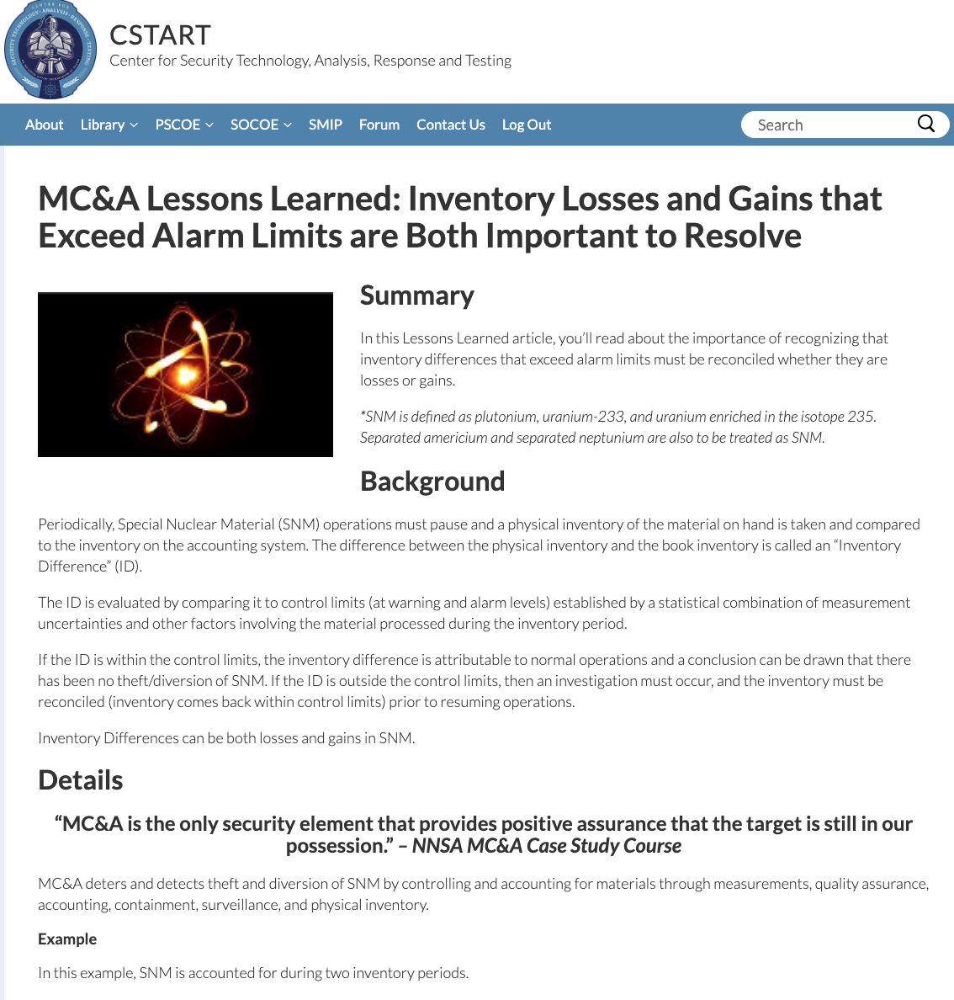 CENTER FOR
SECURITY TECHNOLOGY, ANALYSIS, RESPONSE, TESTING
CSTART
Center for Security Technology, Analysis, Response and Testing
About Library PSCOE SOCOE SMIP Forum Contact Us Log Out Search
MC&A Lessons Learned: Inventory Losses and Gains that
Exceed Alarm Limits are Both Important to Resolve
Summary
In this Lessons Learned article, you’ll read about the importance of recognizing that
inventory differences that exceed alarm limits must be reconciled whether they are
losses or gains.
*SNM is defined as plutonium, uranium-233, and uranium enriched in the isotope 235.
Separated americium and separated neptunium are also to be treated as SNM.
Background
Periodically, Special Nuclear Material (SNM) operations must pause and a physical inventory of the material on hand is taken and compared
to the inventory on the accounting system. The difference between the physical inventory and the book inventory is called an “Inventory
Difference” (ID).
The ID is evaluated by comparing it to control limits (at warning and alarm levels) established by a statistical combination of measurement
uncertainties and other factors involving the material processed during the inventory period.
If the ID is within the control limits, the inventory difference is attributable to normal operations and a conclusion can be drawn that there
has been no theft/diversion of SNM. If the ID is outside the control limits, then an investigation must occur, and the inventory must be
reconciled (inventory comes back within control limits) prior to resuming operations.
Inventory Differences can be both losses and gains in SNM.
Details
“MC&A is the only security element that provides positive assurance that the target is still in our
possession.” – NNSA MC&A Case Study Course
MC&A deters and detects theft and diversion of SNM by controlling and accounting for materials through measurements, quality assurance,
accounting, containment, surveillance, and physical inventory.
Example
In this example, SNM is accounted for during two inventory periods.